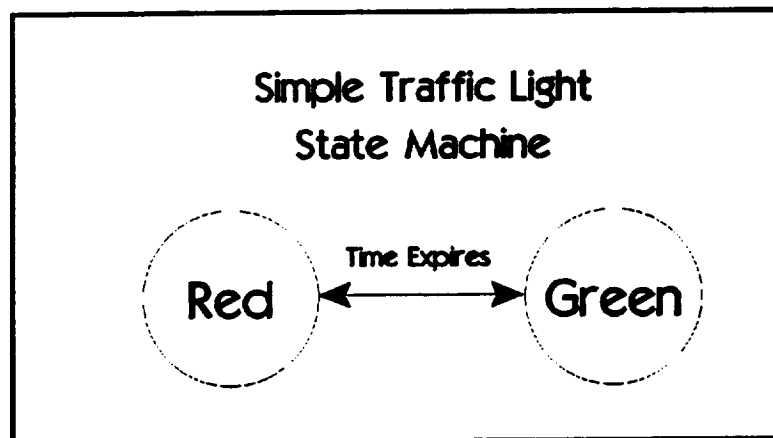 Simple Traffic Light
State Machine
Time Expires
Red
Green